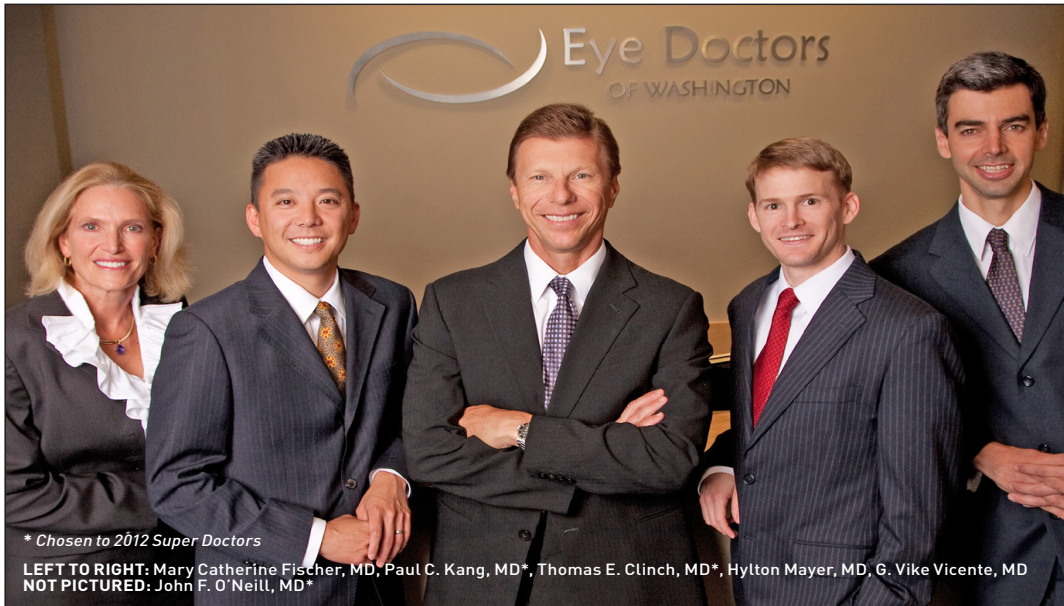 Eye Doctors
OF WASHINGTON
* Chosen to 2012 Super Doctors
LEFT TO RIGHT: Mary Catherine Fischer, MD, Paul C. Kang, MD*, Thomas E. Clinch, MD*, Hylton Mayer, MD, G. Vike Vicente, MD
NOT PICTURED: John F. O’Neill, MD*